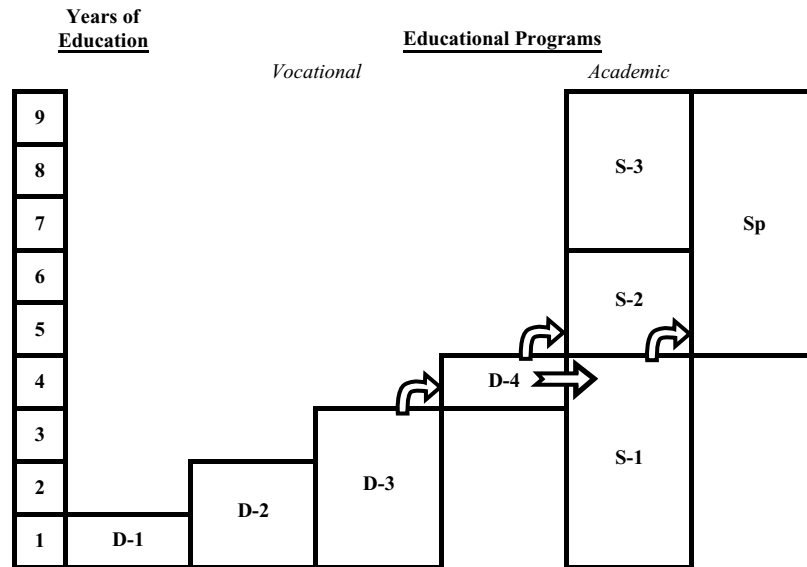 Years of
Education
Educational Programs
Vocational
Academic
9
8
S-3
7
Sp
6
S-2
5
4
D-4
3
S-1
D-3
2
D-2
1
D-1